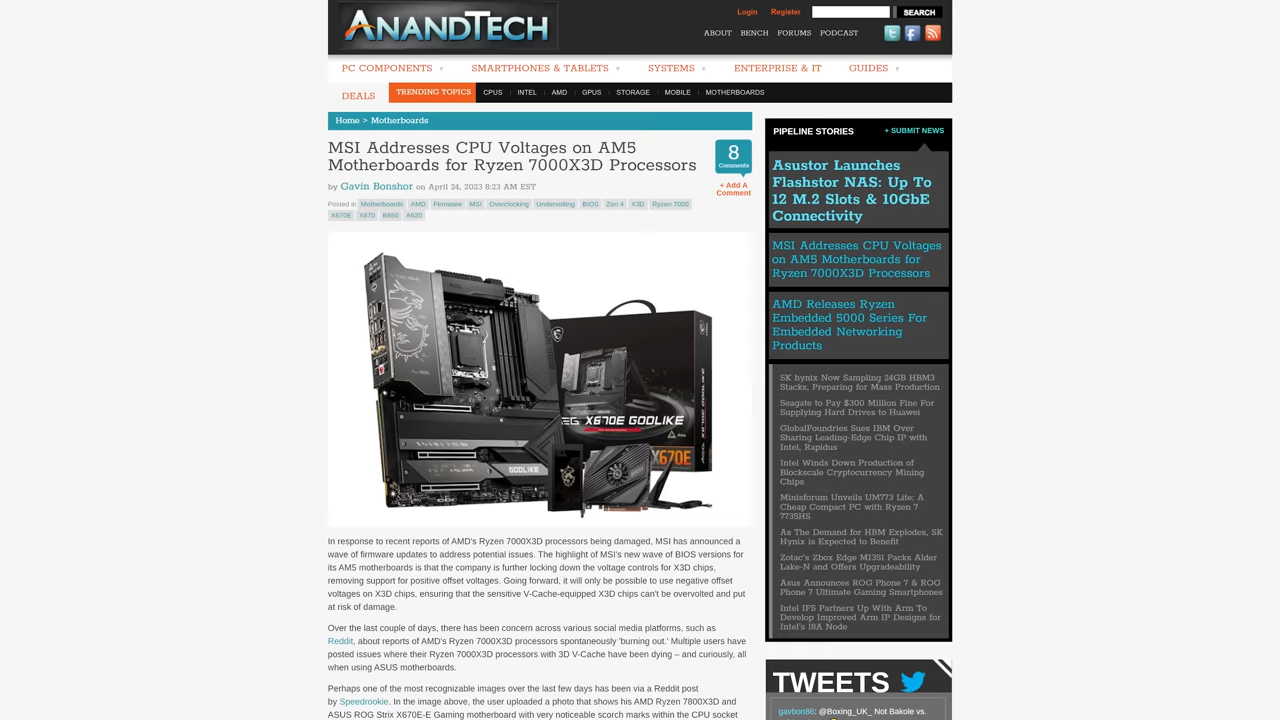 ANANDTECH
Login
Register
SEARCH
ABOUT
BENCH
FORUMS
PODCAST
PC COMPONENTS
SMARTPHONES & TABLETS
SYSTEMS
ENTERPRISE & IT
GUIDES
DEALS
TRENDING TOPICS
CPUS
INTEL
AMD
GPUS
STORAGE
MOBILE
MOTHERBOARDS
Home > Motherboards
MSI Addresses CPU Voltages on AM5
Motherboards for Ryzen 7000X3D Processors
by Gavin Bonshor on April 24, 2023 8:23 AM EST
8
Comments
+ Add A
Comment
Posted in Motherboards AMD Firmware MSI Overclocking Undervolting BIOS Zen 4 X3D Ryzen 7000
X670E X670 B650 A620
MEG X670E GODLIKE
X670E
GODLIKE
In response to recent reports of AMD's Ryzen 7000X3D processors being damaged, MSI has announced a
wave of firmware updates to address potential issues. The highlight of MSI's new wave of BIOS versions for
its AM5 motherboards is that the company is further locking down the voltage controls for X3D chips,
removing support for positive offset voltages. Going forward, it will only be possible to use negative offset
voltages on X3D chips, ensuring that the sensitive V-Cache-equipped X3D chips can't be overvolted and put
at risk of damage.
Over the last couple of days, there has been concern across various social media platforms, such as
Reddit, about reports of AMD's Ryzen 7000X3D processors spontaneously 'burning out.' Multiple users have
posted issues where their Ryzen 7000X3D processors with 3D V-Cache have been dying – and curiously, all
when using ASUS motherboards.
Perhaps one of the most recognizable images over the last few days has been via a Reddit post
by Speedrookie. In the image above, the user uploaded a photo that shows his AMD Ryzen 7800X3D and
ASUS ROG Strix X670E-E Gaming motherboard with very noticeable scorch marks within the CPU socket
PIPELINE STORIES
+ SUBMIT NEWS
Asustor Launches
Flashstor NAS: Up To
12 M.2 Slots & 10GbE
Connectivity
MSI Addresses CPU Voltages
on AM5 Motherboards for
Ryzen 7000X3D Processors
AMD Releases Ryzen
Embedded 5000 Series For
Embedded Networking
Products
SK hynix Now Sampling 24GB HBM3
Stacks, Preparing for Mass Production
Seagate to Pay $300 Million Fine For
Supplying Hard Drives to Huawei
GlobalFoundries Sues IBM Over
Sharing Leading-Edge Chip IP with
Intel, Rapidus
Intel Winds Down Production of
Blockscale Cryptocurrency Mining
Chips
Minisforum Unveils UM773 Lite: A
Cheap Compact PC with Ryzen 7
7735HS
As The Demand for HBM Explodes, SK
Hynix is Expected to Benefit
Zotac's Zbox Edge MI351 Packs Alder
Lake-N and Offers Upgradeability
Asus Announces ROG Phone 7 & ROG
Phone 7 Ultimate Gaming Smartphones
Intel IFS Partners Up With Arm To
Develop Improved Arm IP Designs for
Intel's 18A Node
TWEETS
gavbon86: @Boxing_UK_ Not Bakole vs.